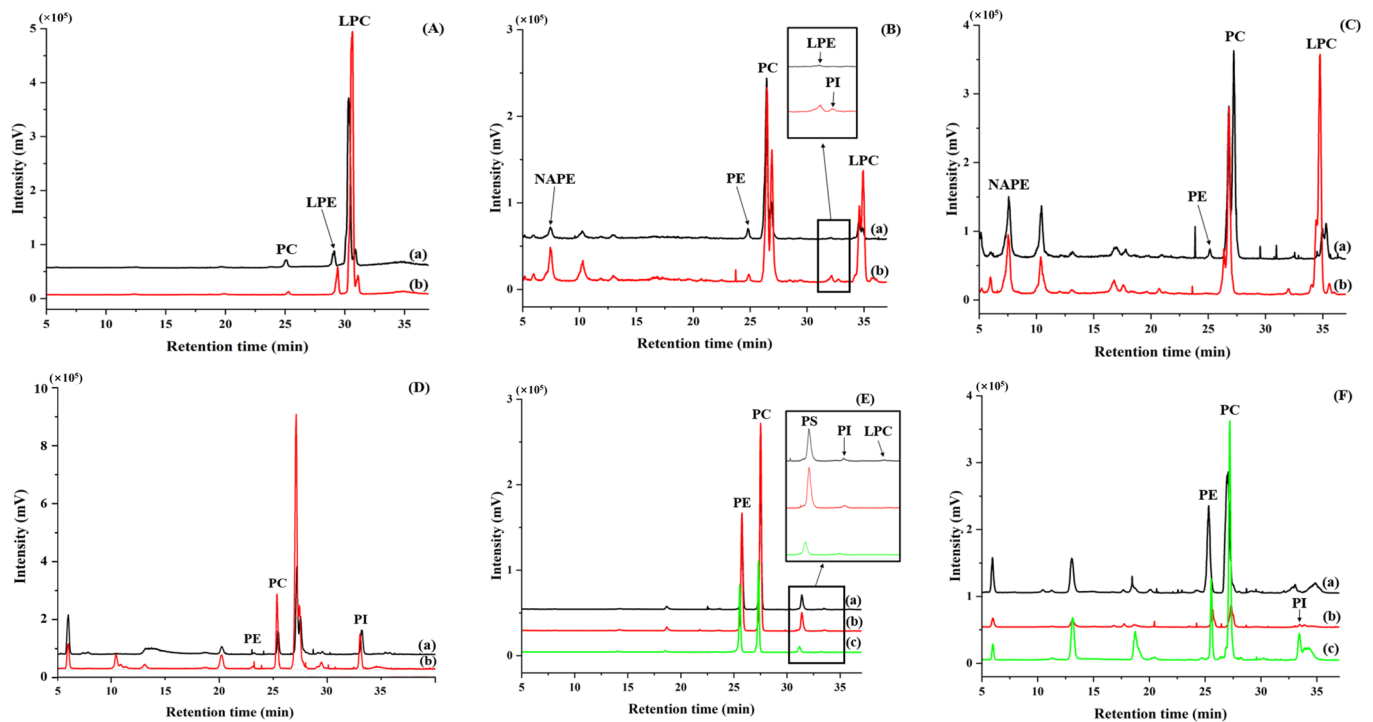 (×10⁵)
(A)
LPC
LPE
PC
(a)
(b)
5
4
3
2
1
0
Intensity (mV)
5 10 15 20 25 30 35
Retention time (min)
(×10⁵)
(B)
LPE
PI
PC
NAPE
PE
LPC
(a)
(b)
3
2
1
0
Intensity (mV)
5 10 15 20 25 30 35
Retention time (min)
(×10⁵)
(C)
PC
LPC
NAPE
PE
(a)
(b)
4
3
2
1
0
Intensity (mV)
5 10 15 20 25 30 35
Retention time (min)
(×10⁵)
(D)
PC
PE
PI
(a)
(b)
10
8
6
4
2
0
Intensity (mV)
5 10 15 20 25 30 35
Retention time (min)
(×10⁵)
(E)
PS
PI
LPC
PC
PE
(a)
(b)
(c)
3
2
1
0
Intensity (mV)
5 10 15 20 25 30 35
Retention time (min)
(×10⁵)
(F)
PC
PE
PI
(a)
(b)
(c)
4
3
2
1
0
Intensity (mV)
5 10 15 20 25 30 35
Retention time (min)